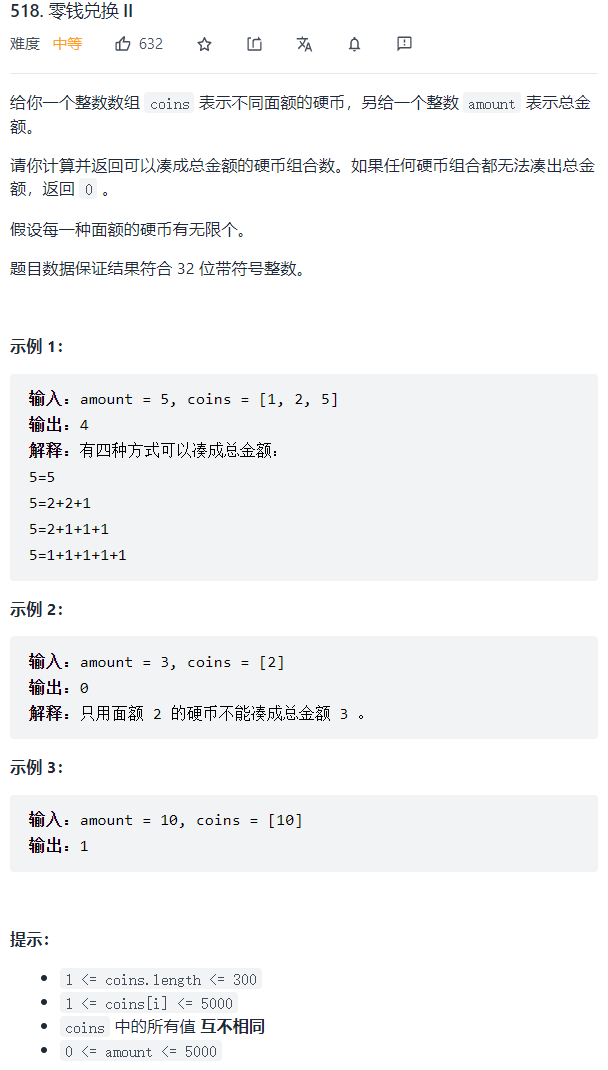 518. 零钱兑换 II
难度 中等 632
给你一个整数数组 coins 表示不同面额的硬币，另给一个整数 amount 表示总金
额。
请你计算并返回可以凑成总金额的硬币组合数。如果任何硬币组合都无法凑出总金
额，返回 0 。
假设每一种面额的硬币有无限个。
题目数据保证结果符合 32 位带符号整数。
示例 1：
输入：amount = 5, coins = [1, 2, 5]
输出：4
解释：有四种方式可以凑成总金额：
5=5
5=2+2+1
5=2+1+1+1
5=1+1+1+1+1
示例 2：
输入：amount = 3, coins = [2]
输出：0
解释：只用面额 2 的硬币不能凑成总金额 3 。
示例 3：
输入：amount = 10, coins = [10]
输出：1
提示：
1 <= coins.length <= 300
1 <= coins[i] <= 5000
coins 中的所有值 互不相同
0 <= amount <= 5000